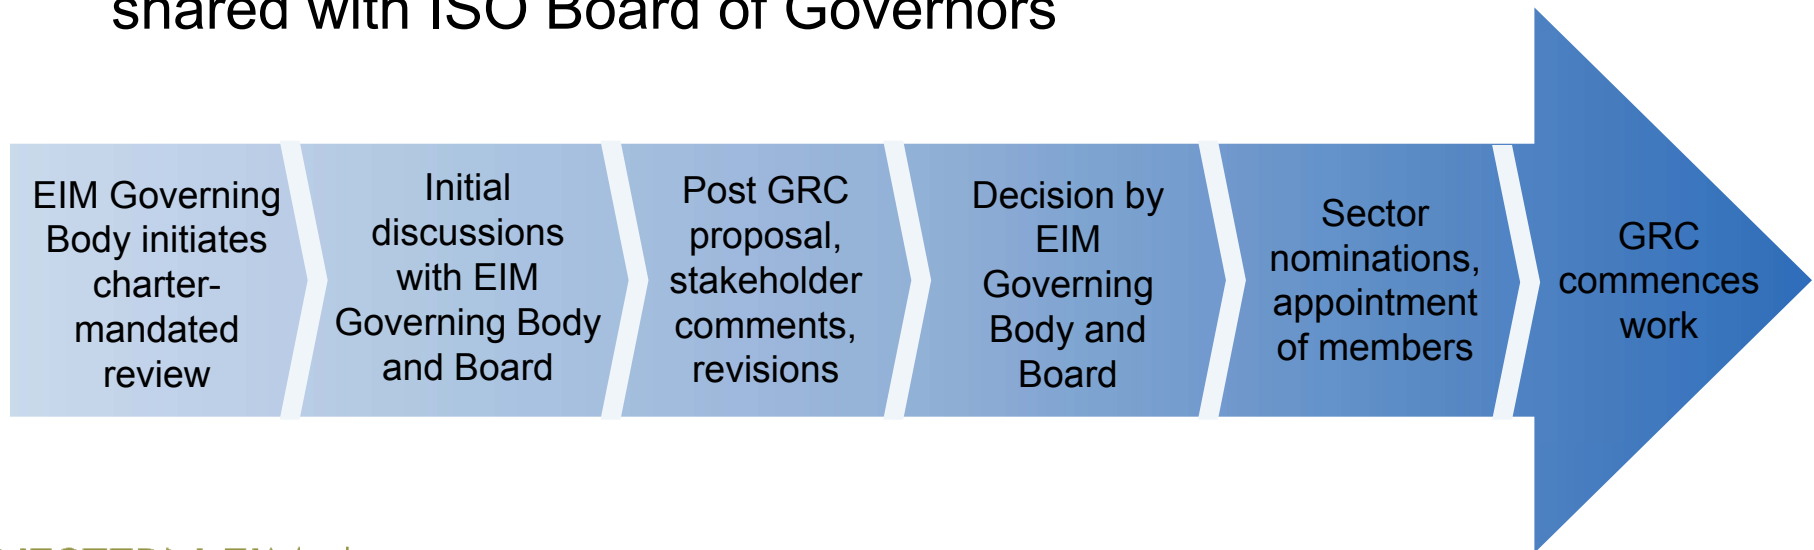 shared with ISO Board of Governors
EIM Governing
Body initiates
charter-
mandated
review
Initial
discussions
with EIM
Governing Body
and Board
Post GRC
proposal,
stakeholder
comments,
revisions
Decision by
EIM
Governing
Body and
Board
Sector
nominations,
appointment
of members
GRC
commences
work